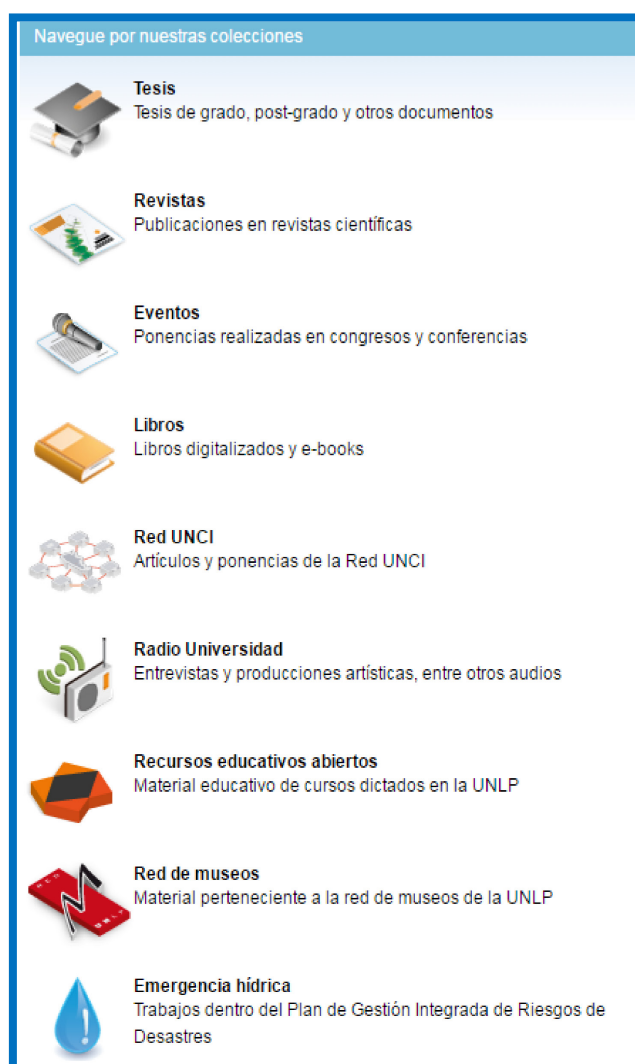 Navegue por nuestras colecciones
Tesis
Tesis de grado, post-grado y otros documentos
Revistas
Publicaciones en revistas científicas
Eventos
Ponencias realizadas en congresos y conferencias
Libros
Libros digitalizados y e-books
Red UNCI
Artículos y ponencias de la Red UNCI
Radio Universidad
Entrevistas y producciones artísticas, entre otros audios
Recursos educativos abiertos
Material educativo de cursos dictados en la UNLP
Red de museos
Material perteneciente a la red de museos de la UNLP
RED
UNLP
Emergencia hídrica
Trabajos dentro del Plan de Gestión Integrada de Riesgos de
Desastres